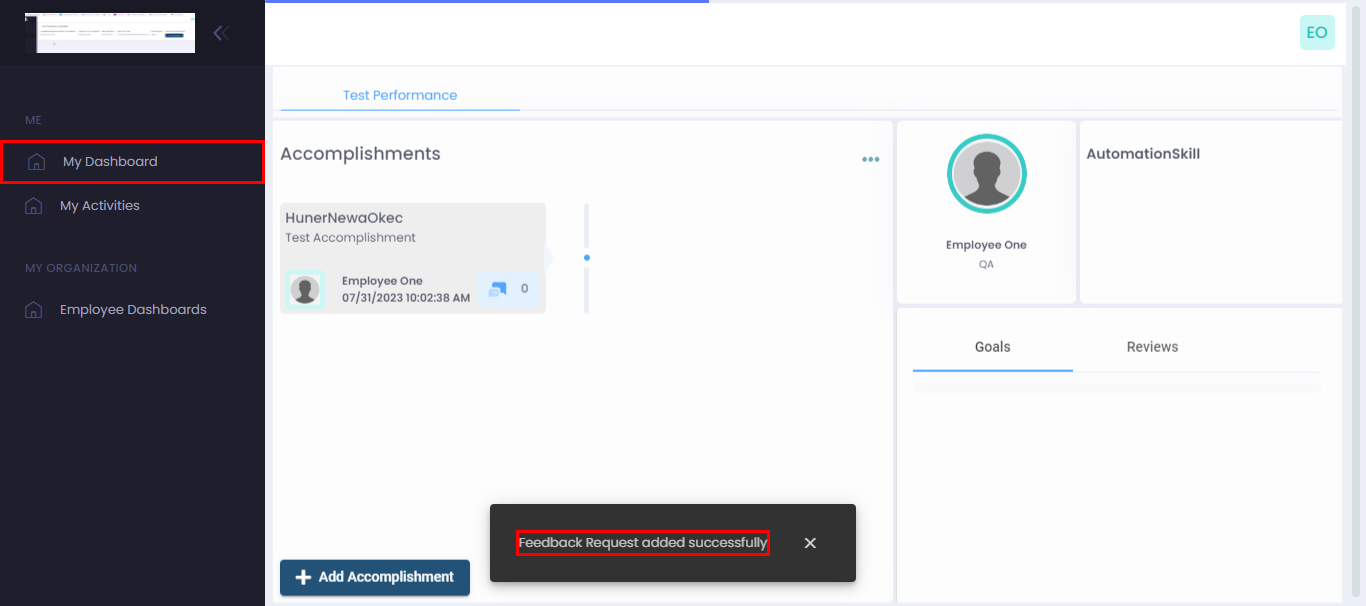 EO
ME
My Dashboard
My Activities
MY ORGANIZATION
Employee Dashboards
Test Performance
Accomplishments
HunerNewaOkec
Test Accomplishment
Employee One
07/31/2023 10:02:38 AM
0
Add Accomplishment
Employee One
QA
AutomationSkill
Goals
Reviews
Feedback Request added successfully